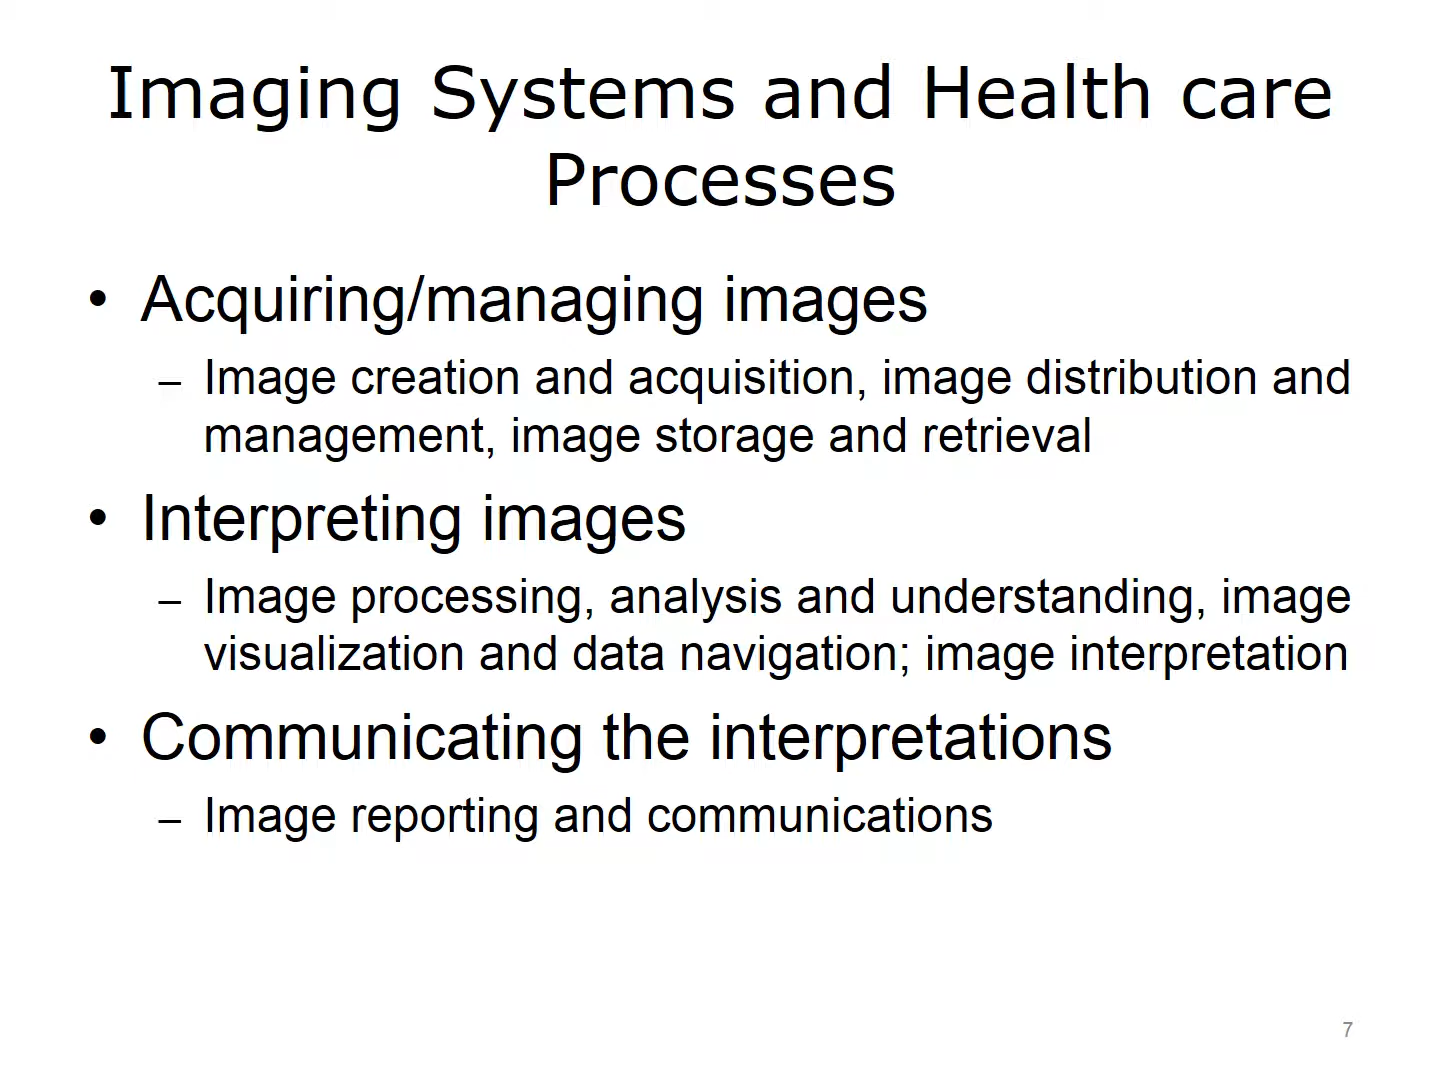 Imaging Systems and Health care
Processes
• Acquiring/managing images
– Image creation and acquisition, image distribution and
management, image storage and retrieval
• Interpreting images
– Image processing, analysis and understanding, image
visualization and data navigation; image interpretation
• Communicating the interpretations
– Image reporting and communications
7